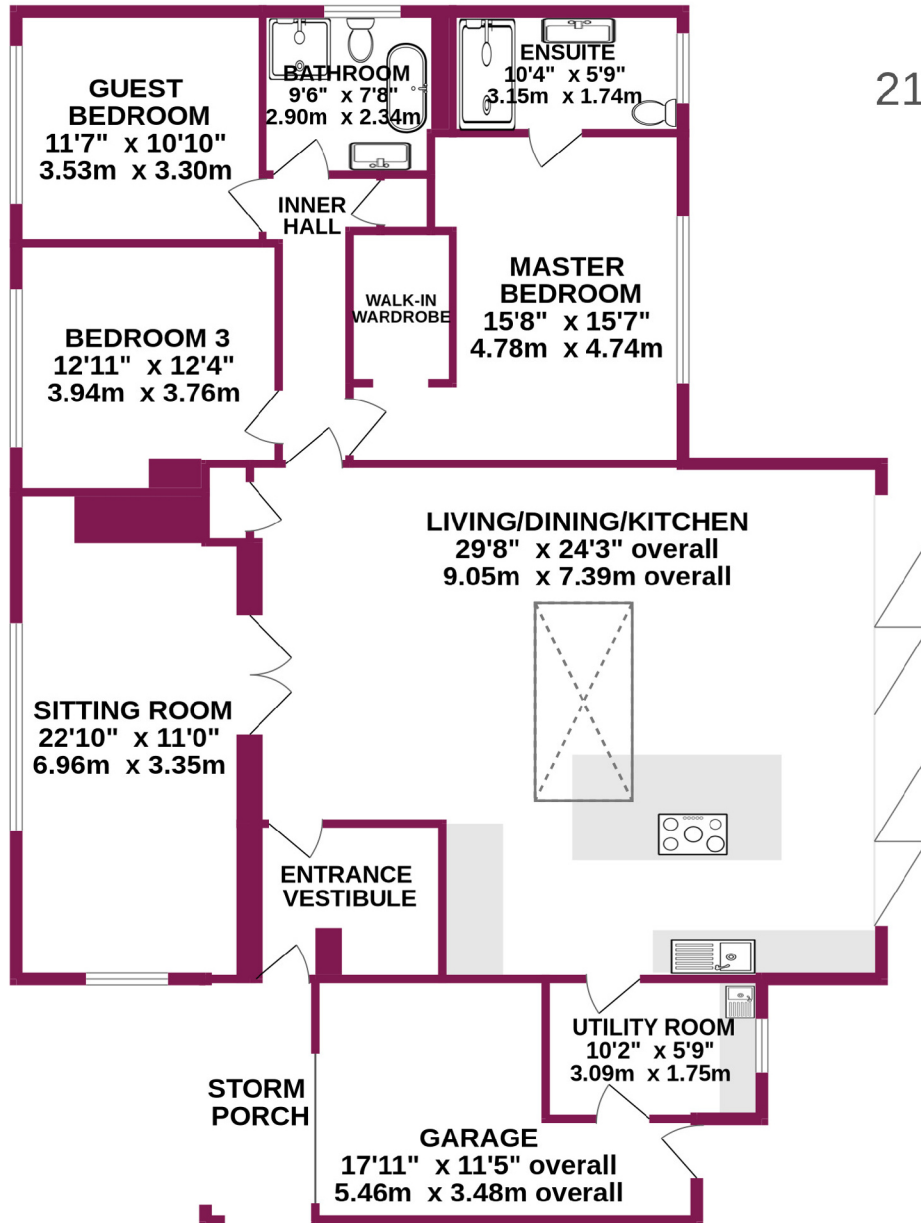 GUEST
BEDROOM
11'7" x 10'10"
3.53m x 3.30m
BATHROOM
9'6" x 7'8"
2.90m x 2.34m
ENSUITE
10'4" x 5'9"
3.15m x 1.74m
21
INNER
HALL
WALK-IN
WARDROBE
MASTER
BEDROOM
15'8" x 15'7"
4.78m x 4.74m
BEDROOM 3
12'11" x 12'4"
3.94m x 3.76m
LIVING/DINING/KITCHEN
29'8" x 24'3" overall
9.05m x 7.39m overall
SITTING ROOM
22'10" x 11'0"
6.96m x 3.35m
ENTRANCE
VESTIBULE
UTILITY ROOM
10'2" x 5'9"
3.09m x 1.75m
STORM
PORCH
GARAGE
17'11" x 11'5" overall
5.46m x 3.48m overall